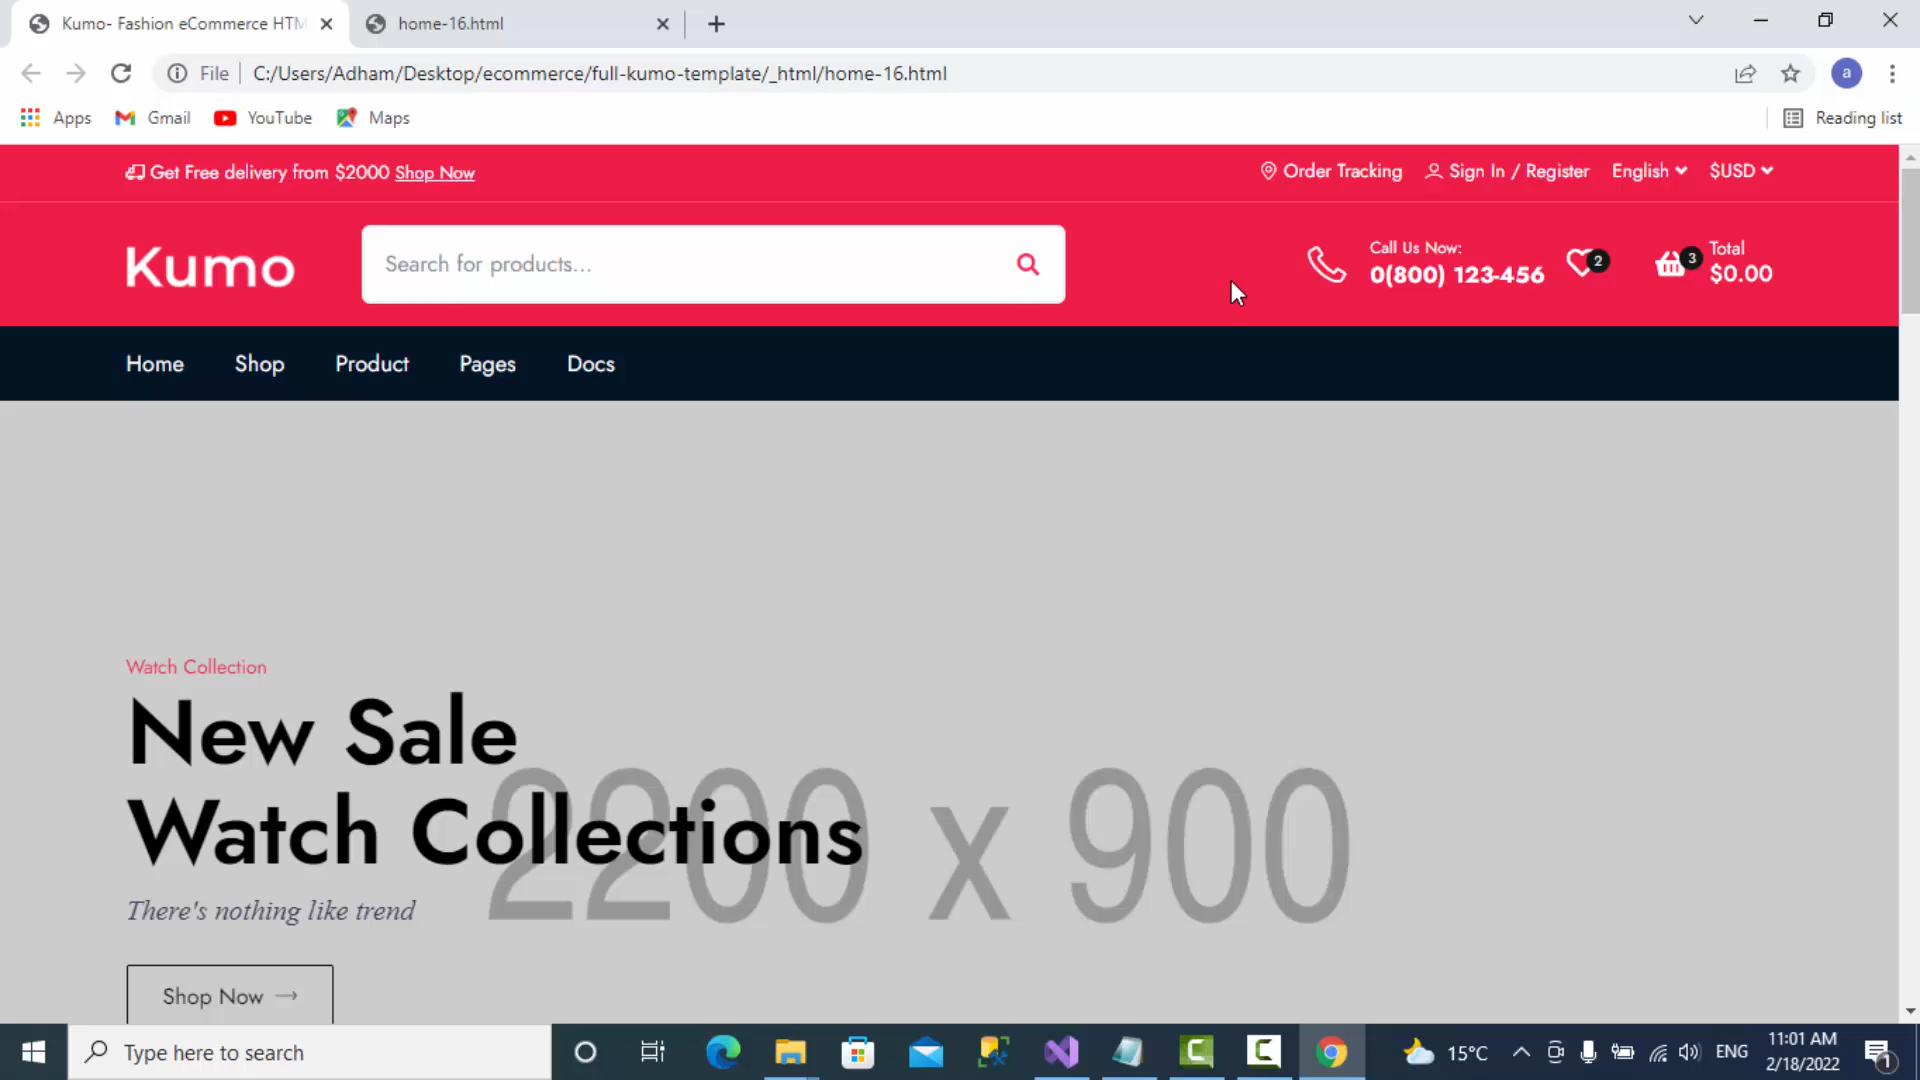 Kumo- Fashion eCommerce HTM
home-16.html
File
C:/Users/Adham/Desktop/ecommerce/full-kumo-template/_html/home-16.html
a
Apps
Gmail
YouTube
Maps
Reading list
Get Free delivery from $2000 Shop Now
Order Tracking
Sign In / Register
English
$USD
Kumo
Search for products...
Call Us Now:
0(800) 123-456
2
3
Total
$0.00
Home
Shop
Product
Pages
Docs
2200 x 900
Watch Collection
New Sale
Watch Collections
There's nothing like trend
Shop Now
Type here to search
15°C
ENG
11:01 AM
2/18/2022
1